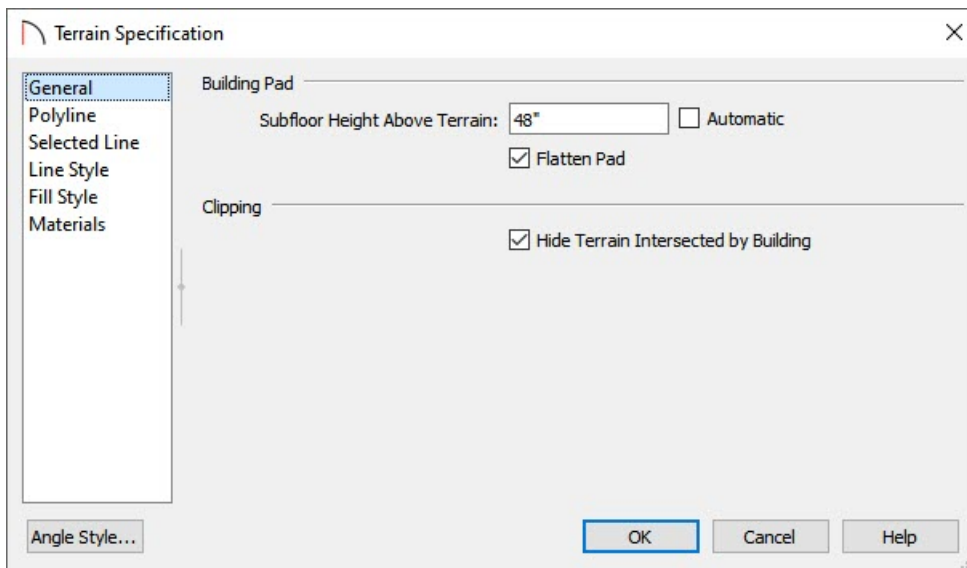 Terrain Specification
General
Polyline
Selected Line
Line Style
Fill Style
Materials
Building Pad
Subfloor Height Above Terrain: 48" Automatic
Flatten Pad
Clipping
Hide Terrain Intersected by Building
Angle Style...
OK
Cancel
Help